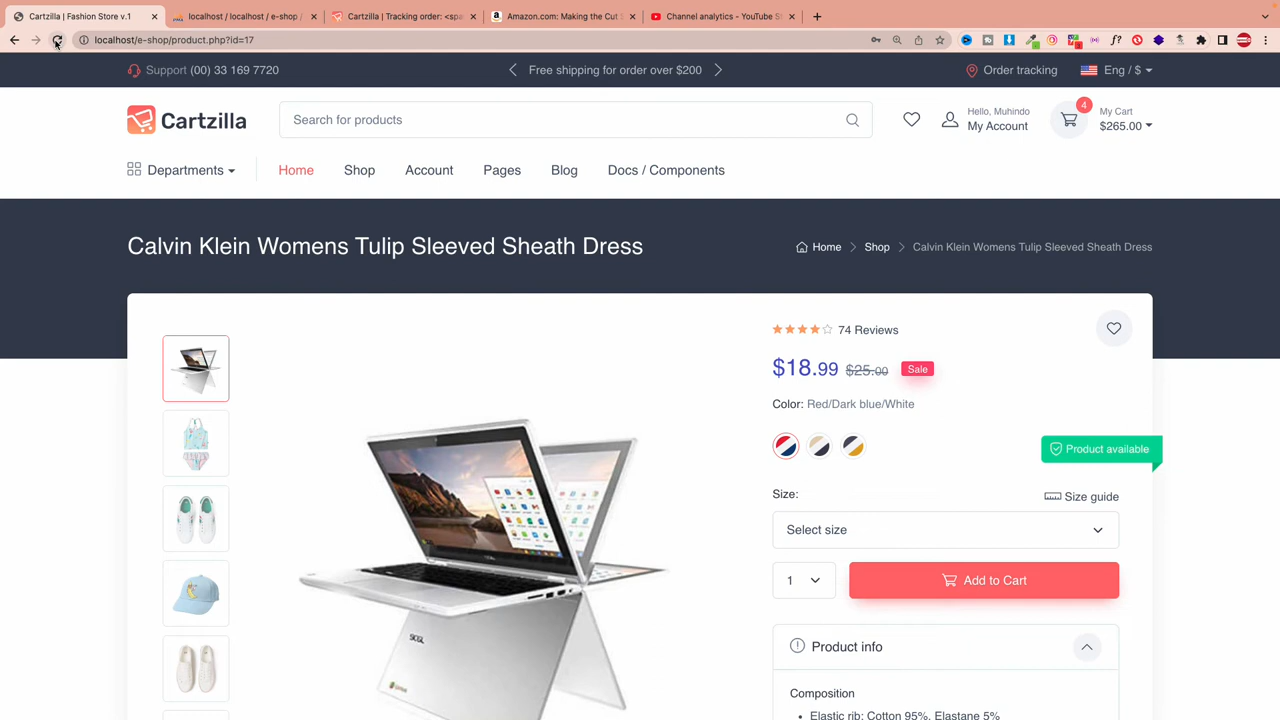 Cartzilla | Fashion Store v.1
localhost / localhost / e-shop /
Cartzilla | Tracking order: <spa
Amazon.com: Making the Cut
Channel analytics - YouTube S
localhost/e-shop/product.php?id=17
Support (00) 33 169 7720
Free shipping for order over $200
Order tracking
Eng / $
Cartzilla
Search for products
Hello, Muhindo
My Account
4
My Cart
$265.00
Departments
Home
Shop
Account
Pages
Blog
Docs / Components
Calvin Klein Womens Tulip Sleeved Sheath Dress
Home
Shop
Calvin Klein Womens Tulip Sleeved Sheath Dress
74 Reviews
$18.99 $25.00 Sale
Color: Red/Dark blue/White
Product available
Size:
Size guide
Select size
1
Add to Cart
Product info
Composition
Elastic rib: Cotton 95%, Elastane 5%